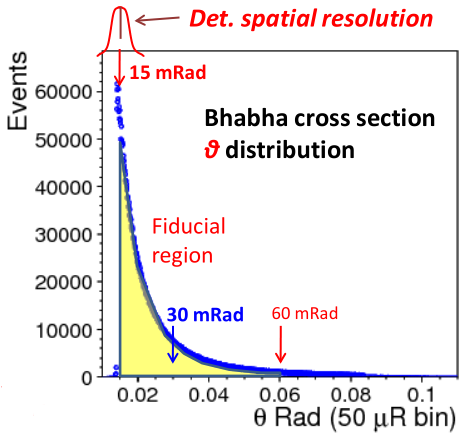 Det. spatial resolution
15 mRad
Events
60000
50000
40000
30000
20000
10000
0
Bhabha cross section
ϑ distribution
Fiducial
region
30 mRad
60 mRad
0.02
0.04
0.06
0.08
0.1
θ Rad (50 μR bin)